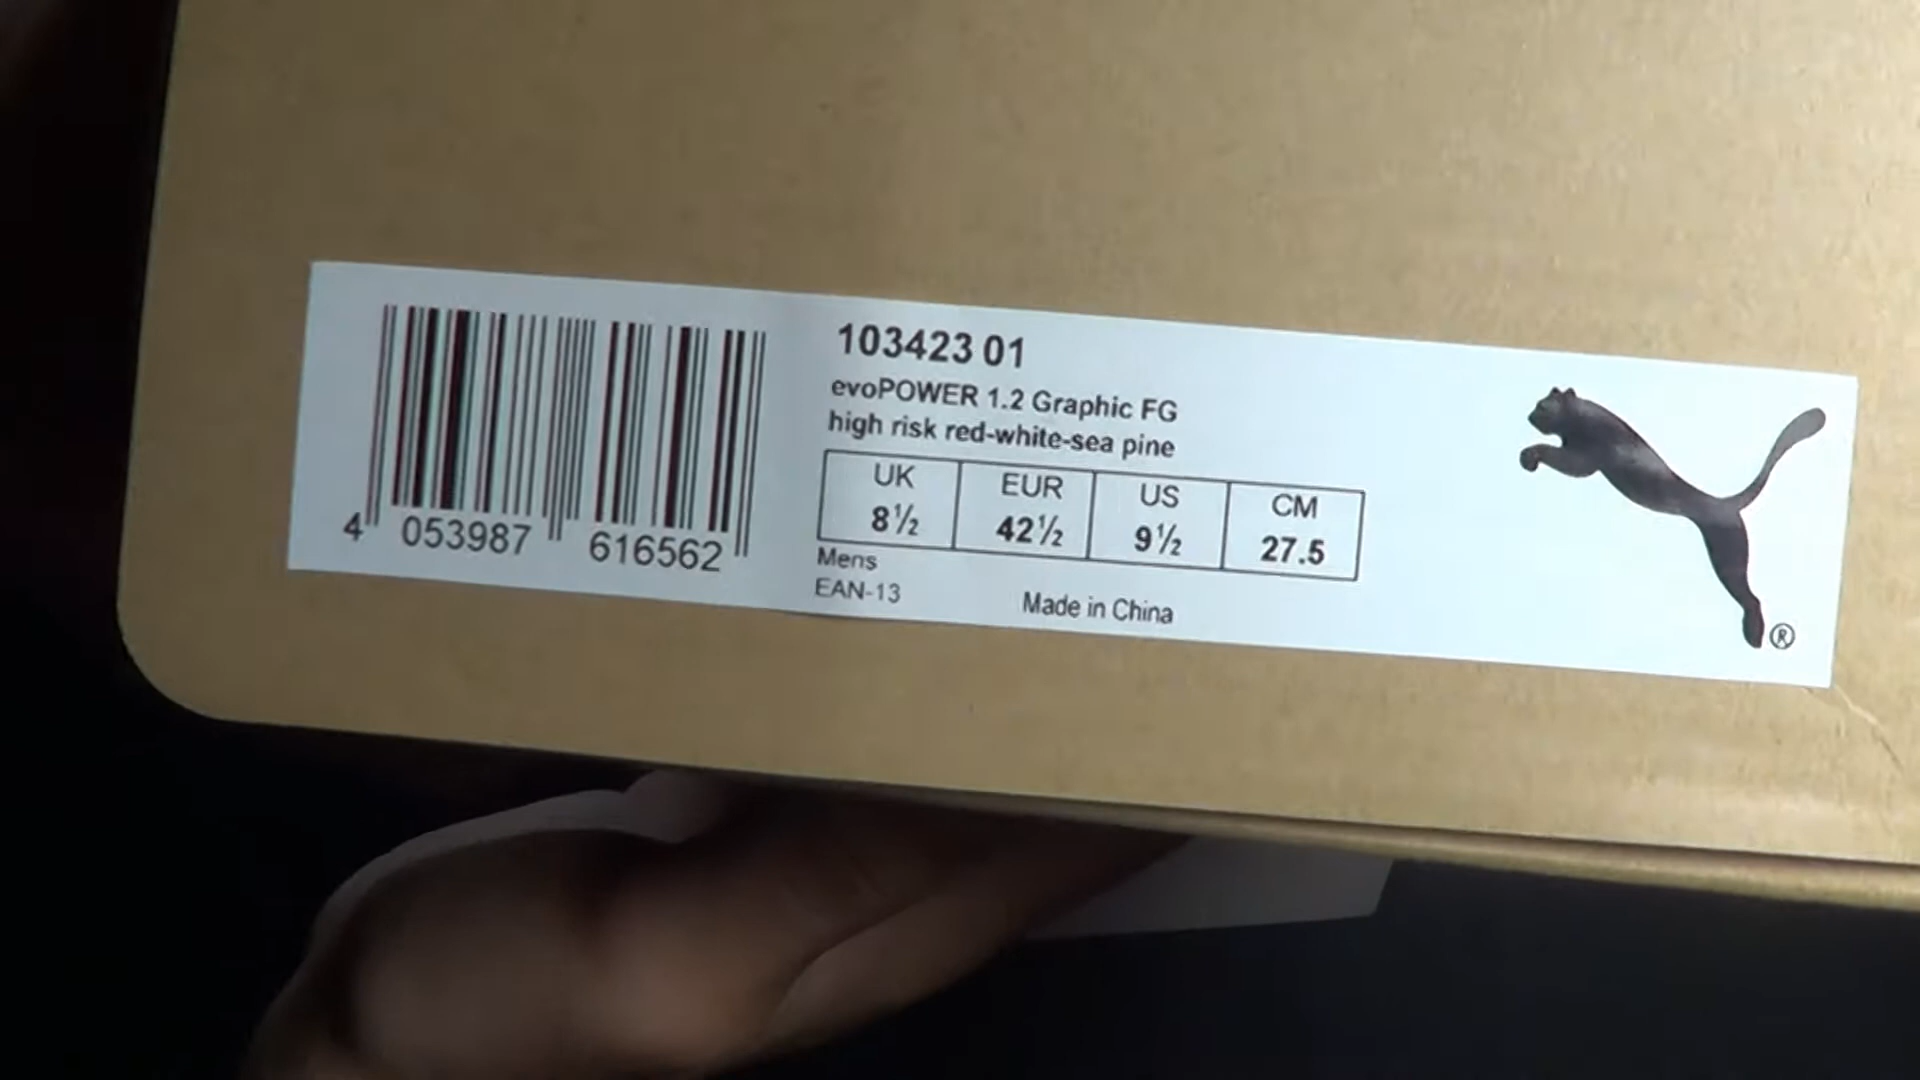 103423 01
evoPOWER 1.2 Graphic FG
high risk red-white-sea pine
UK EUR US CM
8½ 42½ 9½ 27.5
Mens
EAN-13
Made in China
4 053987 616562
®